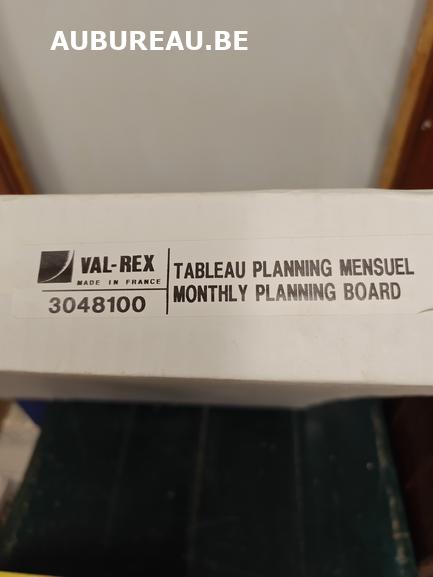 AUBUREAU.BE
VAL-REX
MADE IN FRANCE
3048100
TABLEAU PLANNING MENSUEL
MONTHLY PLANNING BOARD